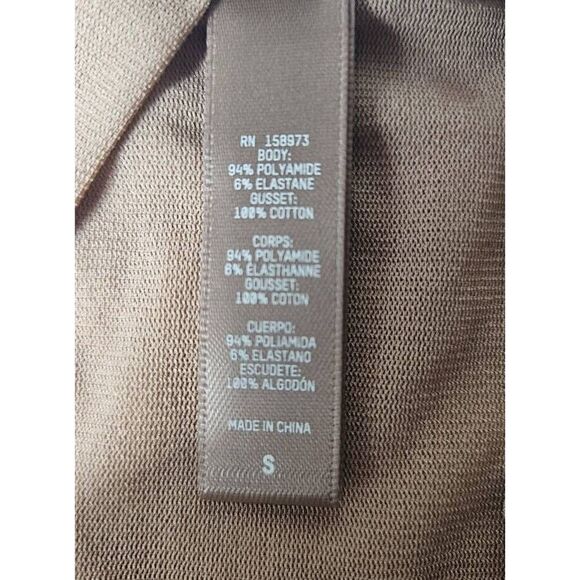 RN 158973
BODY:
94% POLYAMIDE
6% ELASTANE
GUSSET:
100% COTTON
CORPS:
94% POLYAMIDE
6% ÉLASTHANNE
GOUSSET:
100% COTON
CUERPO:
94% POLIAMIDA
6% ELASTANO
ESCUDETE:
100% ALGODÓN
MADE IN CHINA
S